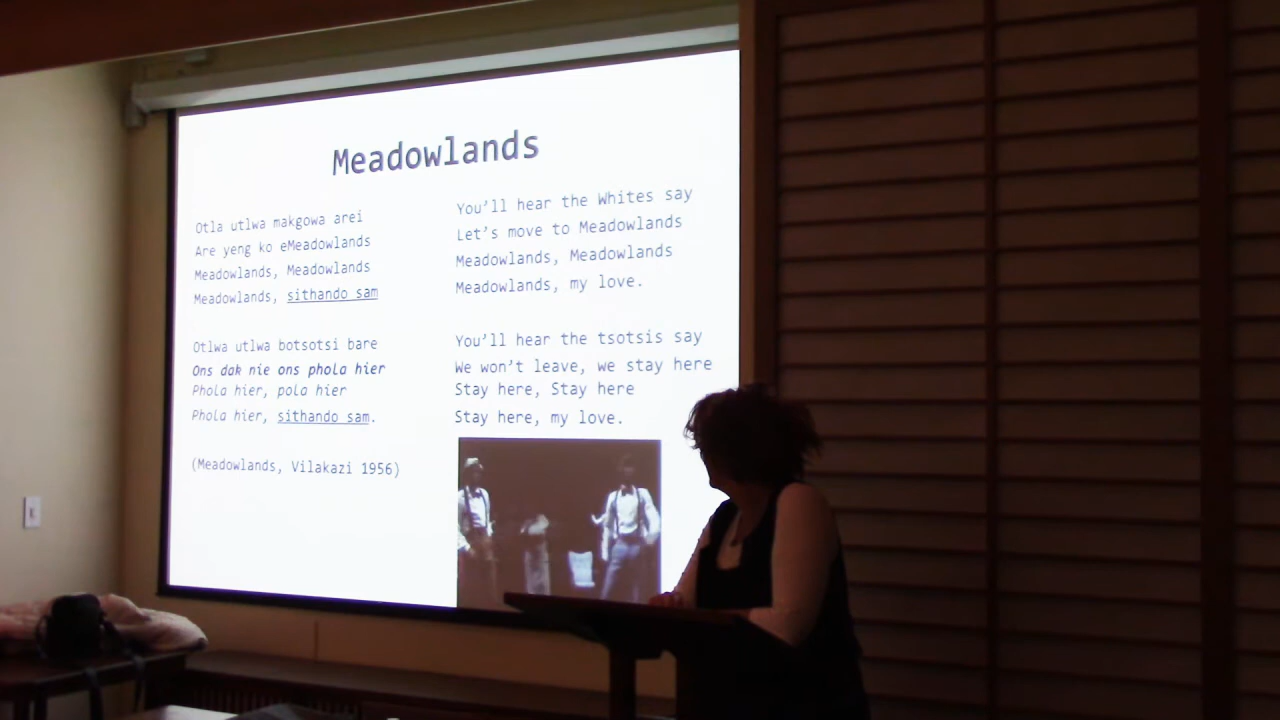 Meadowlands
Otla utlwa makgowa arei
Are yeng ko eMeadowlands
Meadowlands, Meadowlands
Meadowlands, sithando sam
Otlwa utlwa botsotsi bare
Ons dak nie ons phola hier
Phola hier, pola hier
Phola hier, sithando sam.
(Meadowlands, Vilakazi 1956)
You'll hear the Whites say
Let's move to Meadowlands
Meadowlands, Meadowlands
Meadowlands, my love.
You'll hear the tsotsis say
We won't leave, we stay here
Stay here, Stay here
Stay here, my love.